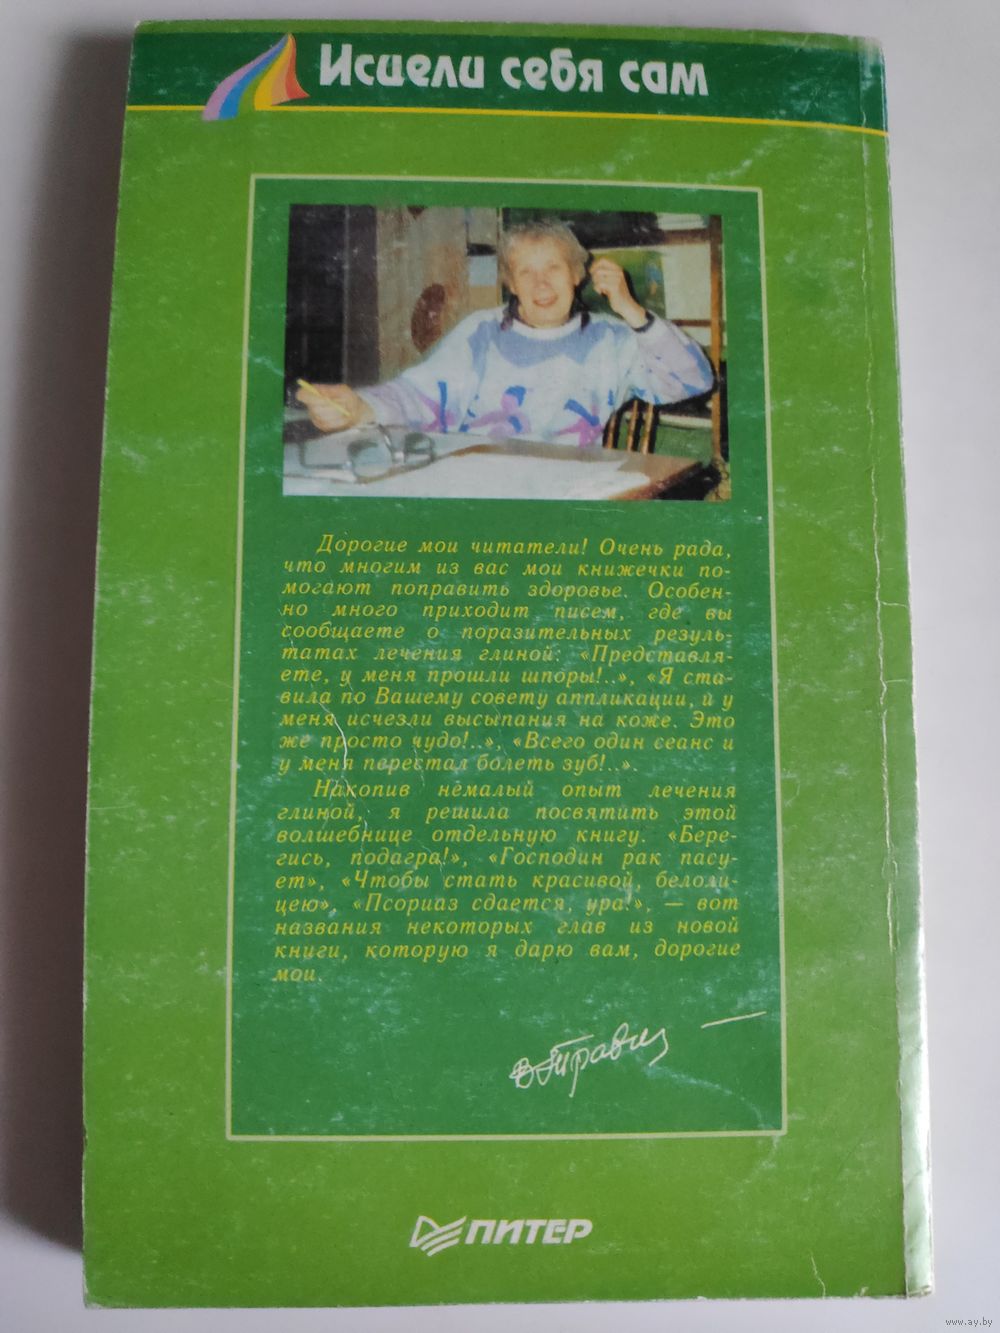 Исцели себя сам
Дорогие мои читатели! Очень рада,
что многим из вас мои книжечки по-
могают поправить здоровье. Особен-
но много приходит писем, где вы
сообщаете о поразительных резуль-
татах лечения глиной: «Представля-
ете, у меня прошли шпоры!..», «Я ста-
вила по Вашему совету аппликации, и у
меня исчезли высыпания на коже. Это
же просто чудо!..», «Всего один сеанс и
у меня перестал болеть зуб!..».
Накопив немалый опыт лечения
глиной, я решила посвятить этой
волшебнице отдельную книгу. «Бере-
гись, подагра!», «Господин рак пасу-
ет», «Чтобы стать красивой, белоли-
цею», «Псориаз сдается, ура!», — вот
названия некоторых глав из новой
книги, которую я дарю вам, дорогие
мои.
ПИТЕР
www.ay.by